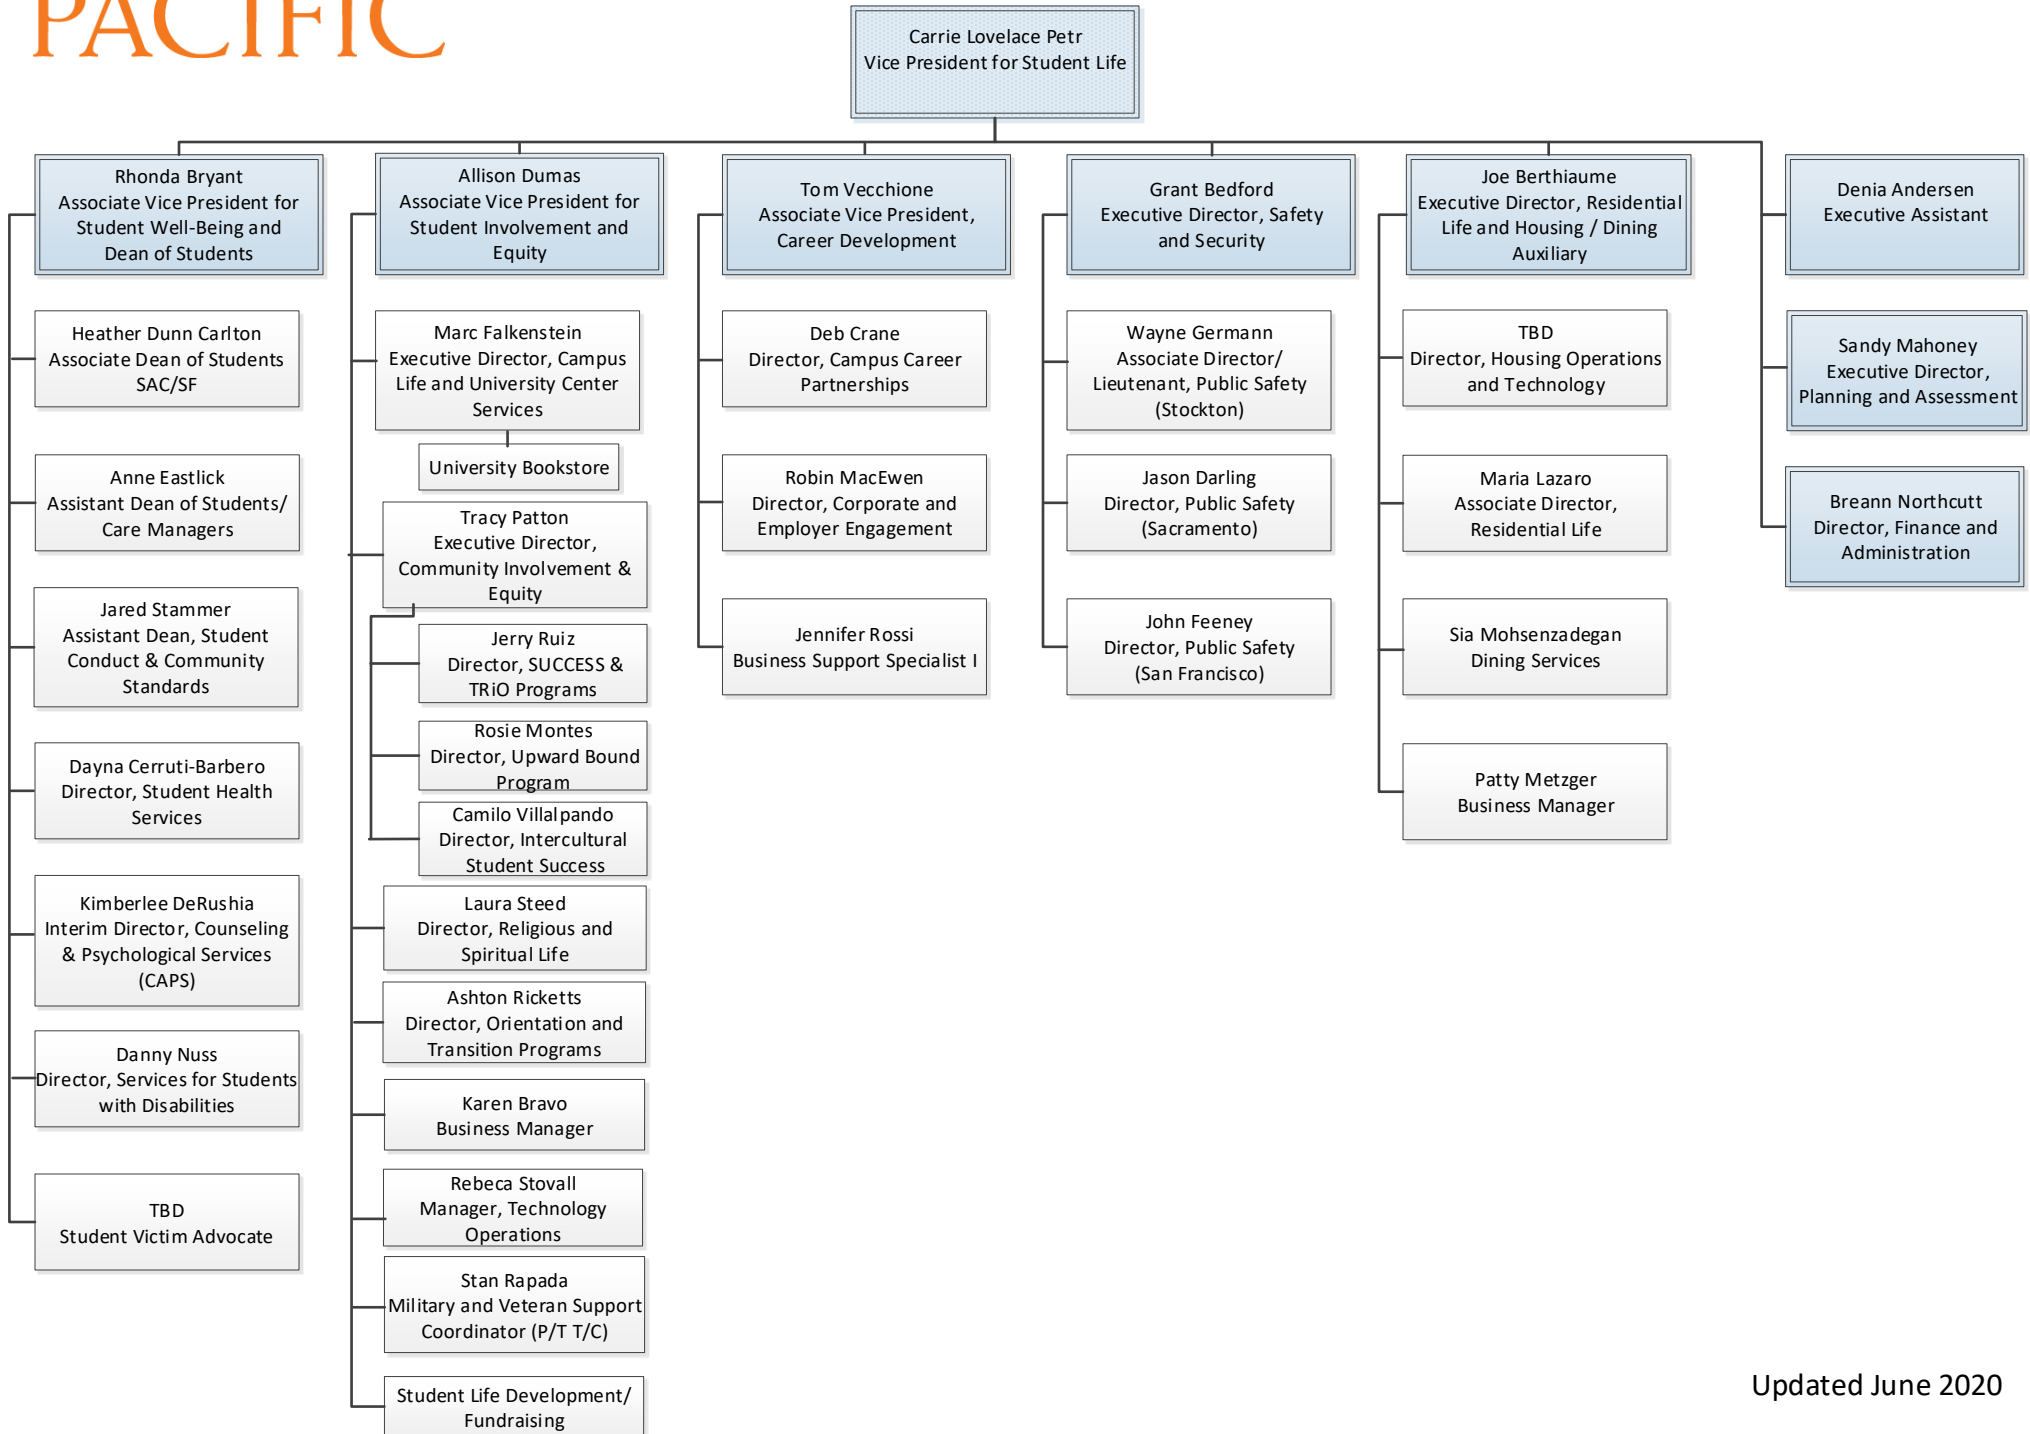 PACIFIC
Carrie Lovelace Petr
Vice President for Student Life
Rhonda Bryant
Associate Vice President for
Student Well-Being and
Dean of Students
Heather Dunn Carlton
Associate Dean of Students
SAC/SF
Anne Eastlick
Assistant Dean of Students/
Care Managers
Jared Stammer
Assistant Dean, Student
Conduct & Community
Standards
Dayna Cerruti-Barbero
Director, Student Health
Services
Kimberlee DeRushia
Interim Director, Counseling
& Psychological Services
(CAPS)
Danny Nuss
Director, Services for Students
with Disabilities
TBD
Student Victim Advocate
Allison Dumas
Associate Vice President for
Student Involvement and
Equity
Marc Falkenstein
Executive Director, Campus
Life and University Center
Services
University Bookstore
Tracy Patton
Executive Director,
Community Involvement &
Equity
Jerry Ruiz
Director, SUCCESS &
TRiO Programs
Rosie Montes
Director, Upward Bound
Program
Camilo Villalpando
Director, Intercultural
Student Success
Laura Steed
Director, Religious and
Spiritual Life
Ashton Ricketts
Director, Orientation and
Transition Programs
Karen Bravo
Business Manager
Rebeca Stovall
Manager, Technology
Operations
Stan Rapada
Military and Veteran Support
Coordinator (P/T T/C)
Student Life Development/
Fundraising
Tom Vecchione
Associate Vice President,
Career Development
Deb Crane
Director, Campus Career
Partnerships
Robin MacEwen
Director, Corporate and
Employer Engagement
Jennifer Rossi
Business Support Specialist I
Grant Bedford
Executive Director, Safety
and Security
Wayne Germann
Associate Director/
Lieutenant, Public Safety
(Stockton)
Jason Darling
Director, Public Safety
(Sacramento)
John Feeney
Director, Public Safety
(San Francisco)
Joe Berthiaume
Executive Director, Residential
Life and Housing / Dining
Auxiliary
TBD
Director, Housing Operations
and Technology
Maria Lazaro
Associate Director,
Residential Life
Sia Mohsenzadegan
Dining Services
Patty Metzger
Business Manager
Denia Andersen
Executive Assistant
Sandy Mahoney
Executive Director,
Planning and Assessment
Breann Northcutt
Director, Finance and
Administration
Updated June 2020